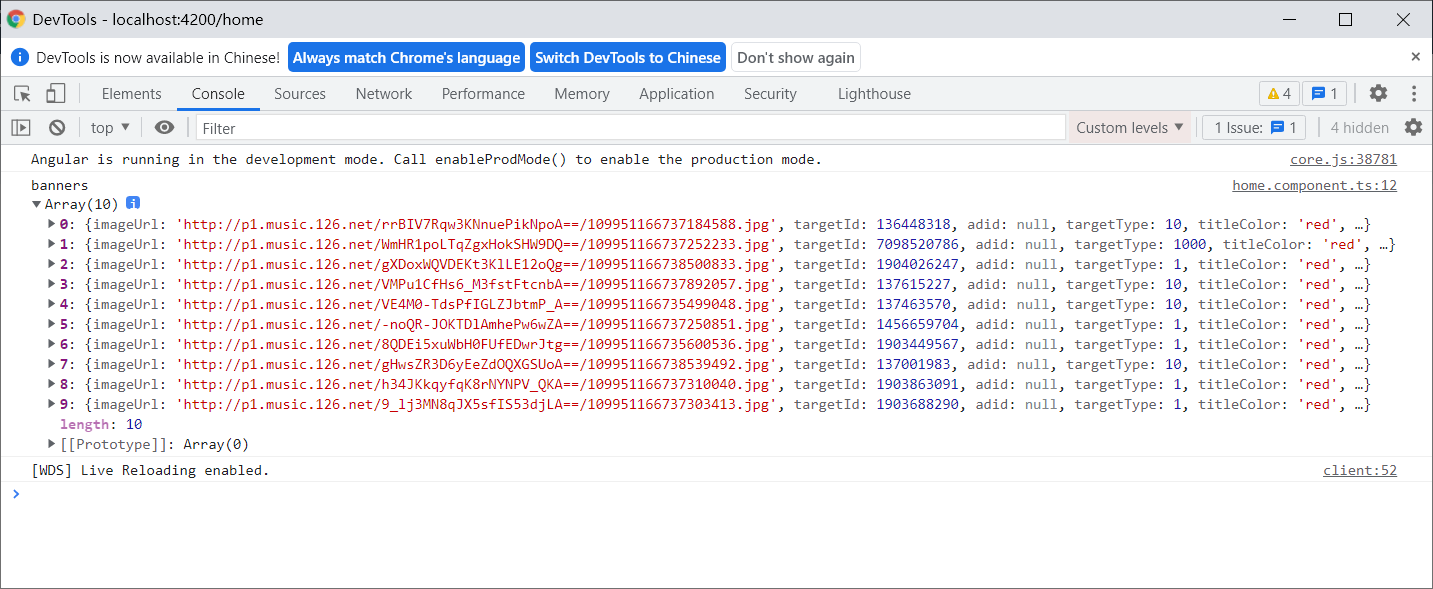 DevTools - localhost:4200/home
DevTools is now available in Chinese! Always match Chrome's language Switch DevTools to Chinese Don't show again
Elements Console Sources Network Performance Memory Application Security Lighthouse 4 1
top Filter Custom levels 1 Issue: 1 4 hidden
Angular is running in the development mode. Call enableProdMode() to enable the production mode. core.js:38781
banners home.component.ts:12
Array(10) i
0: {imageUrl: 'http://p1.music.126.net/rrBIV7Rqw3KNnuePikNpoA==/109951166737184588.jpg', targetId: 136448318, adid: null, targetType: 10, titleColor: 'red', …}
1: {imageUrl: 'http://p1.music.126.net/WmHR1poLTqZgxHokSHW9DQ==/109951166737252233.jpg', targetId: 7098520786, adid: null, targetType: 1000, titleColor: 'red', …}
2: {imageUrl: 'http://p1.music.126.net/gXDoxWQVDEKt3KlLE12oQg==/109951166738500833.jpg', targetId: 1904026247, adid: null, targetType: 1, titleColor: 'red', …}
3: {imageUrl: 'http://p1.music.126.net/VMPu1CfHs6_M3fstFtcnbA==/109951166737892057.jpg', targetId: 137615227, adid: null, targetType: 10, titleColor: 'red', …}
4: {imageUrl: 'http://p1.music.126.net/VE4M0-TdsPfIGLZJbtmP_A==/109951166735499048.jpg', targetId: 137463570, adid: null, targetType: 10, titleColor: 'red', …}
5: {imageUrl: 'http://p1.music.126.net/-noQR-JOKTDlAmhePw6wZA==/109951166737250851.jpg', targetId: 1456659704, adid: null, targetType: 1, titleColor: 'red', …}
6: {imageUrl: 'http://p1.music.126.net/8QDEi5xuWbH0FUfEDwrJtg==/109951166735600536.jpg', targetId: 1903449567, adid: null, targetType: 1, titleColor: 'red', …}
7: {imageUrl: 'http://p1.music.126.net/gHwsZR3D6yEeZdOQXGSUoA==/109951166738539492.jpg', targetId: 137001983, adid: null, targetType: 10, titleColor: 'red', …}
8: {imageUrl: 'http://p1.music.126.net/h34JKkqyfqK8rNYNPV_QKA==/109951166737310040.jpg', targetId: 1903863091, adid: null, targetType: 1, titleColor: 'red', …}
9: {imageUrl: 'http://p1.music.126.net/9_lj3MN8qJX5sfIS53djLA==/109951166737303413.jpg', targetId: 1903688290, adid: null, targetType: 1, titleColor: 'red', …}
length: 10
[[Prototype]]: Array(0)
[WDS] Live Reloading enabled. client:52